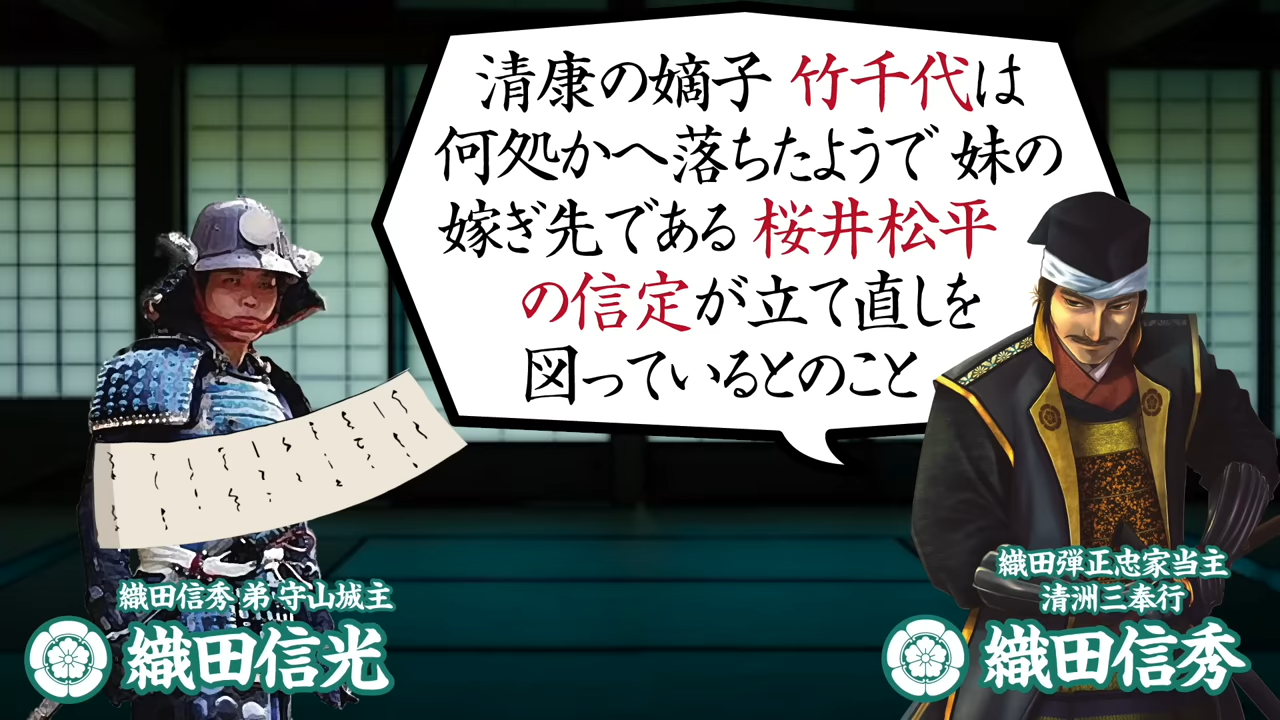 清康の嫡子 竹千代は
何処かへ落ちたようで 妹の
嫁ぎ先である 桜井松平
の信定が立て直しを
図っているとのこと
織田信秀 弟・守山城主
織田信光
織田弾正忠家当主
清洲三奉行
織田信秀